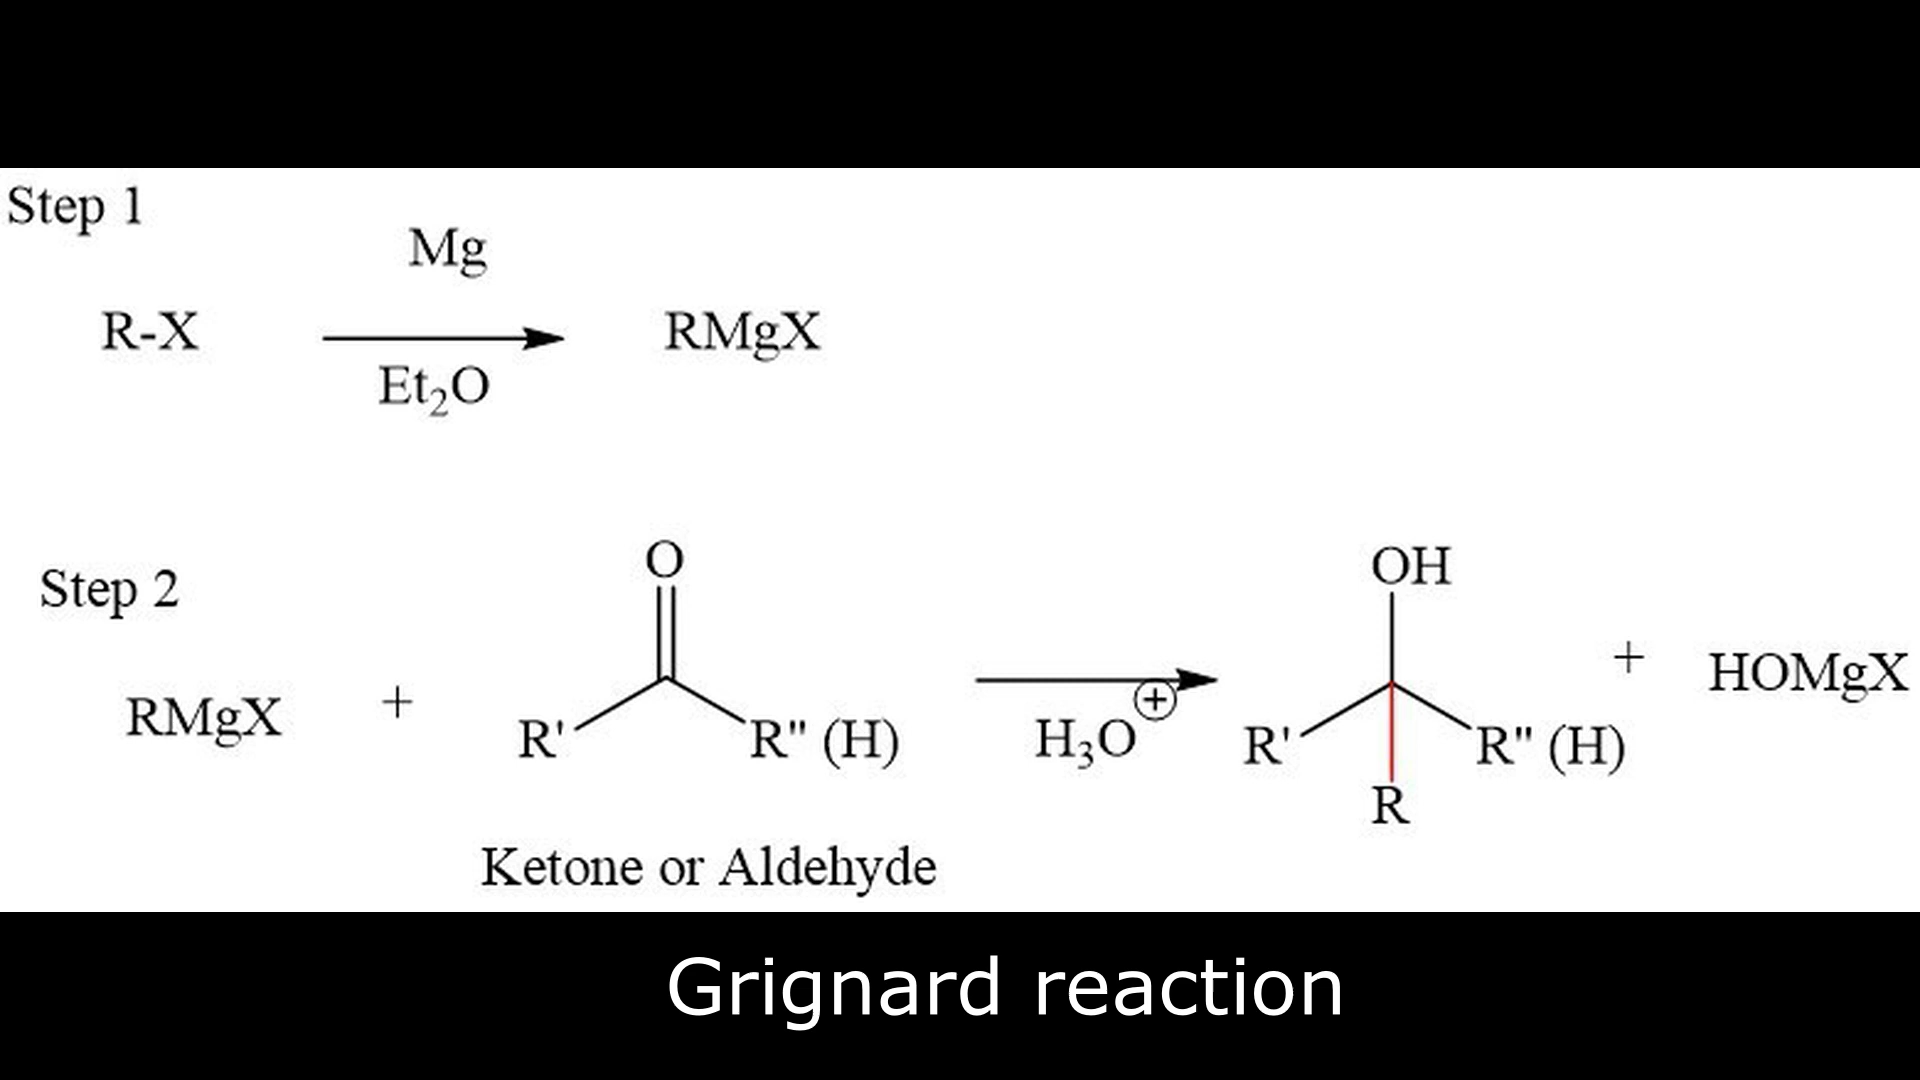 Step 1
Mg
R-X
RMgX
Et₂O
Step 2
O
OH
RMgX + R' R" (H) H₃O⊕ R' R" (H) + HOMgX
R
Ketone or Aldehyde
Grignard reaction